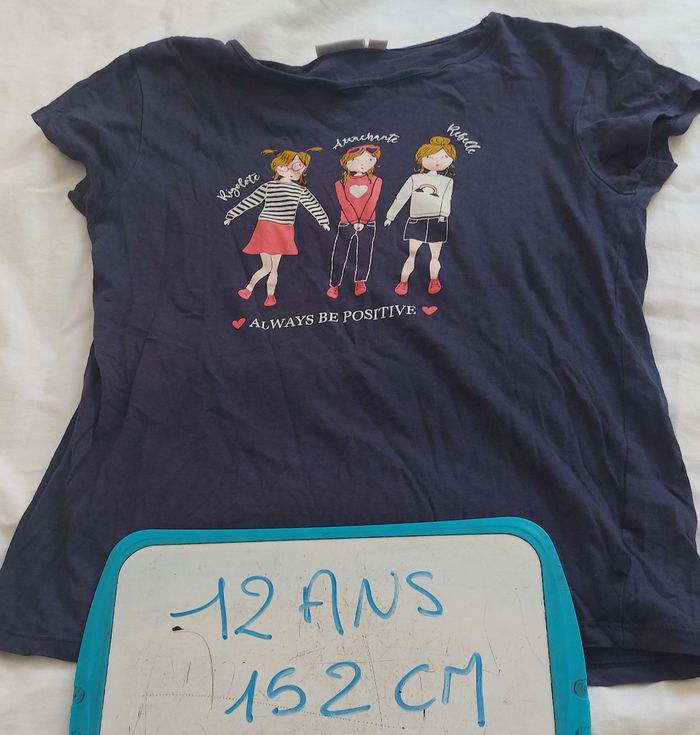 Rigolote
Attachante
Rebelle
ALWAYS BE POSITIVE
12 ANS
152 CM